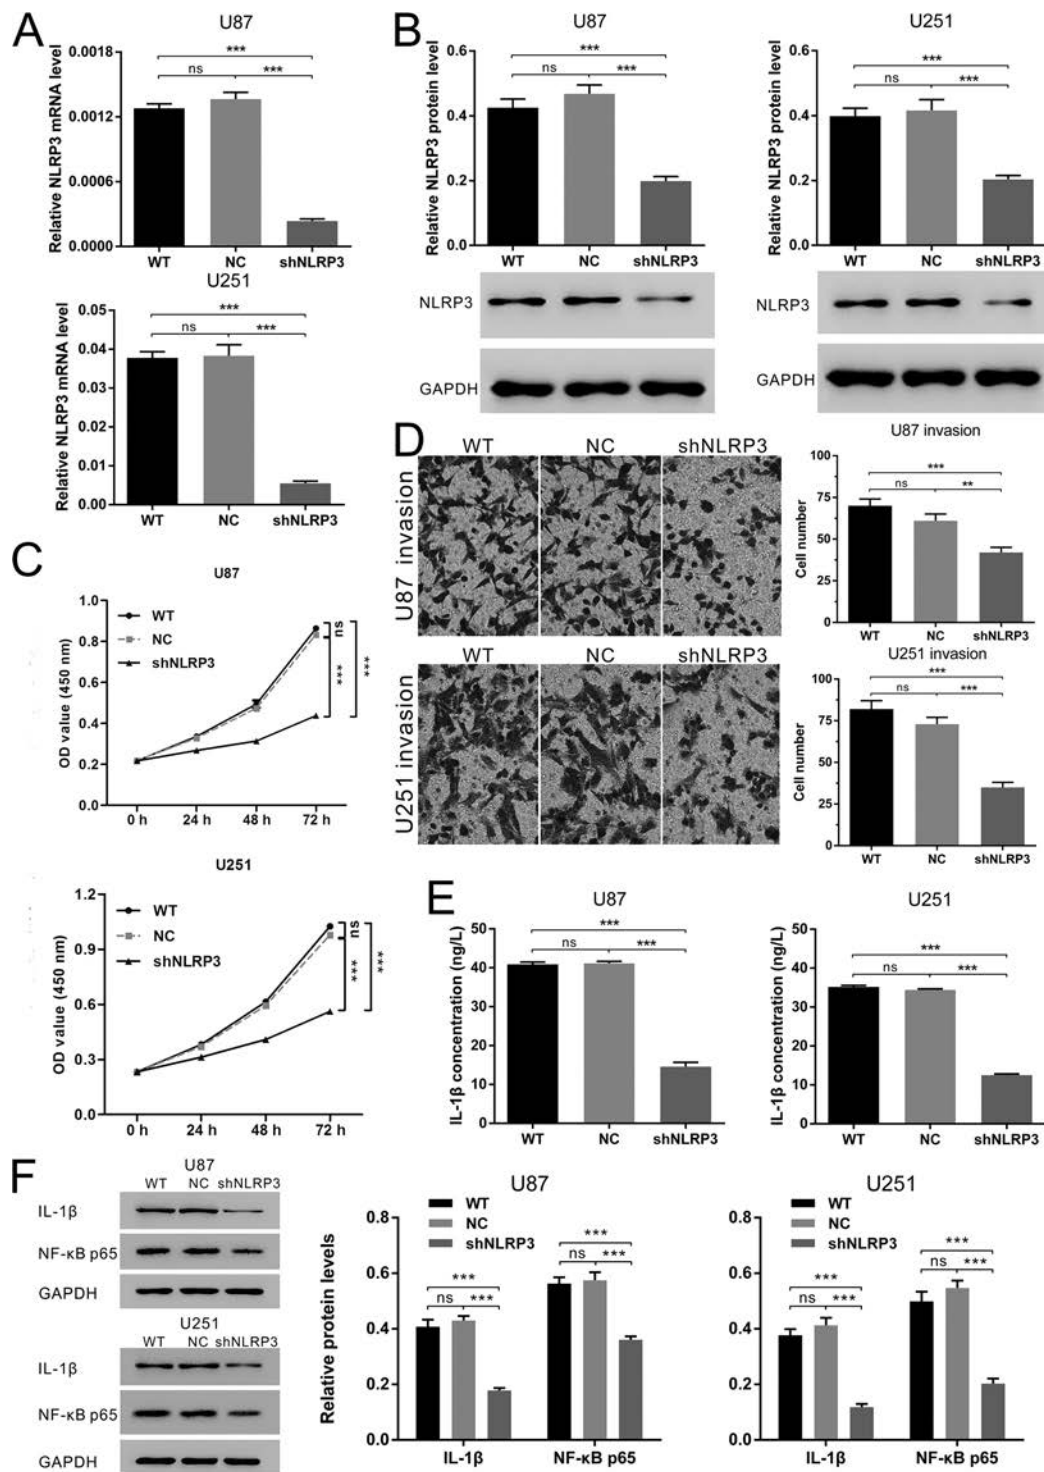 A
U87
Relative NLRP3 mRNA level
0.0018
0.0012
0.0006
0.0000
***
ns
***
WT NC shNLRP3
U251
Relative NLRP3 mRNA level
0.05
0.04
0.03
0.02
0.01
0.00
***
ns
***
WT NC shNLRP3
B
U87
Relative NLRP3 protein level
0.6
0.4
0.2
0.0
***
ns
***
WT NC shNLRP3
NLRP3
GAPDH
U251
Relative NLRP3 protein level
0.6
0.4
0.2
0.0
***
ns
***
WT NC shNLRP3
NLRP3
GAPDH
C
U87
OD value (450 nm)
1.0
0.8
0.6
0.4
0.2
0.0
WT
NC
shNLRP3
ns
***
***
0 h 24 h 48 h 72 h
U251
OD value (450 nm)
1.2
0.9
0.6
0.3
0.0
WT
NC
shNLRP3
ns
***
***
0 h 24 h 48 h 72 h
D
WT NC shNLRP3
U87 invasion
WT NC shNLRP3
U251 invasion
U87 invasion
Cell number
100
75
50
25
0
***
ns
**
WT NC shNLRP3
U251 invasion
Cell number
100
75
50
25
0
***
ns
***
WT NC shNLRP3
E
U87
IL-1β concentration (ng/L)
50
40
30
20
10
0
***
ns
***
WT NC shNLRP3
U251
IL-1β concentration (ng/L)
50
40
30
20
10
0
***
ns
***
WT NC shNLRP3
F
U87
WT NC shNLRP3
IL-1β
NF-κB p65
GAPDH
U251
WT NC shNLRP3
IL-1β
NF-κB p65
GAPDH
U87
WT
NC
shNLRP3
Relative protein levels
0.8
0.6
0.4
0.2
0.0
***
ns
***
***
ns
***
IL-1β NF-κB p65
U251
WT
NC
shNLRP3
0.8
0.6
0.4
0.2
0.0
***
ns
***
***
ns
***
IL-1β NF-κB p65